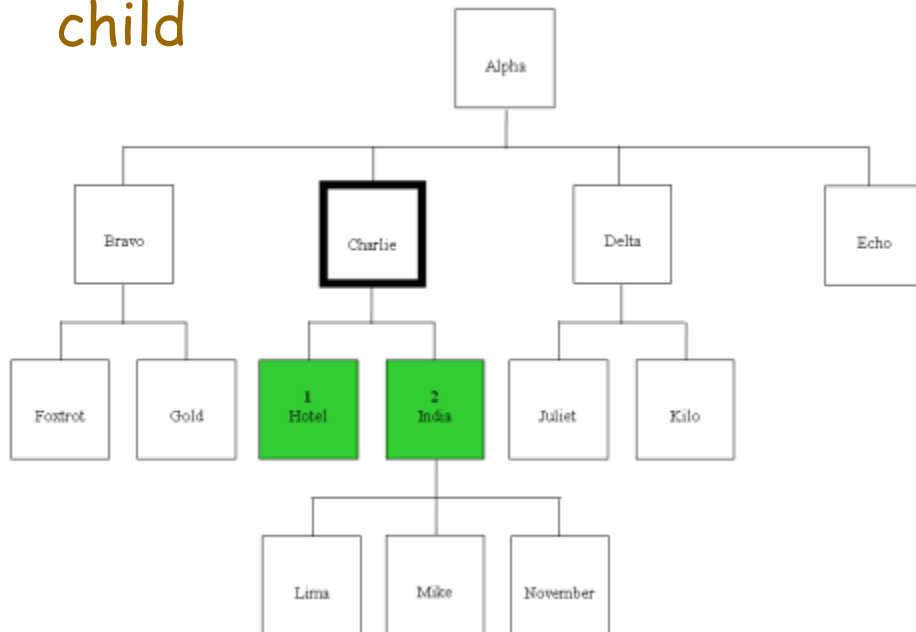 child
Alpha
Bravo
Charlie
Delta
Echo
Foxtrot
Gold
1
Hotel
2
India
Juliet
Kilo
Lima
Mike
November